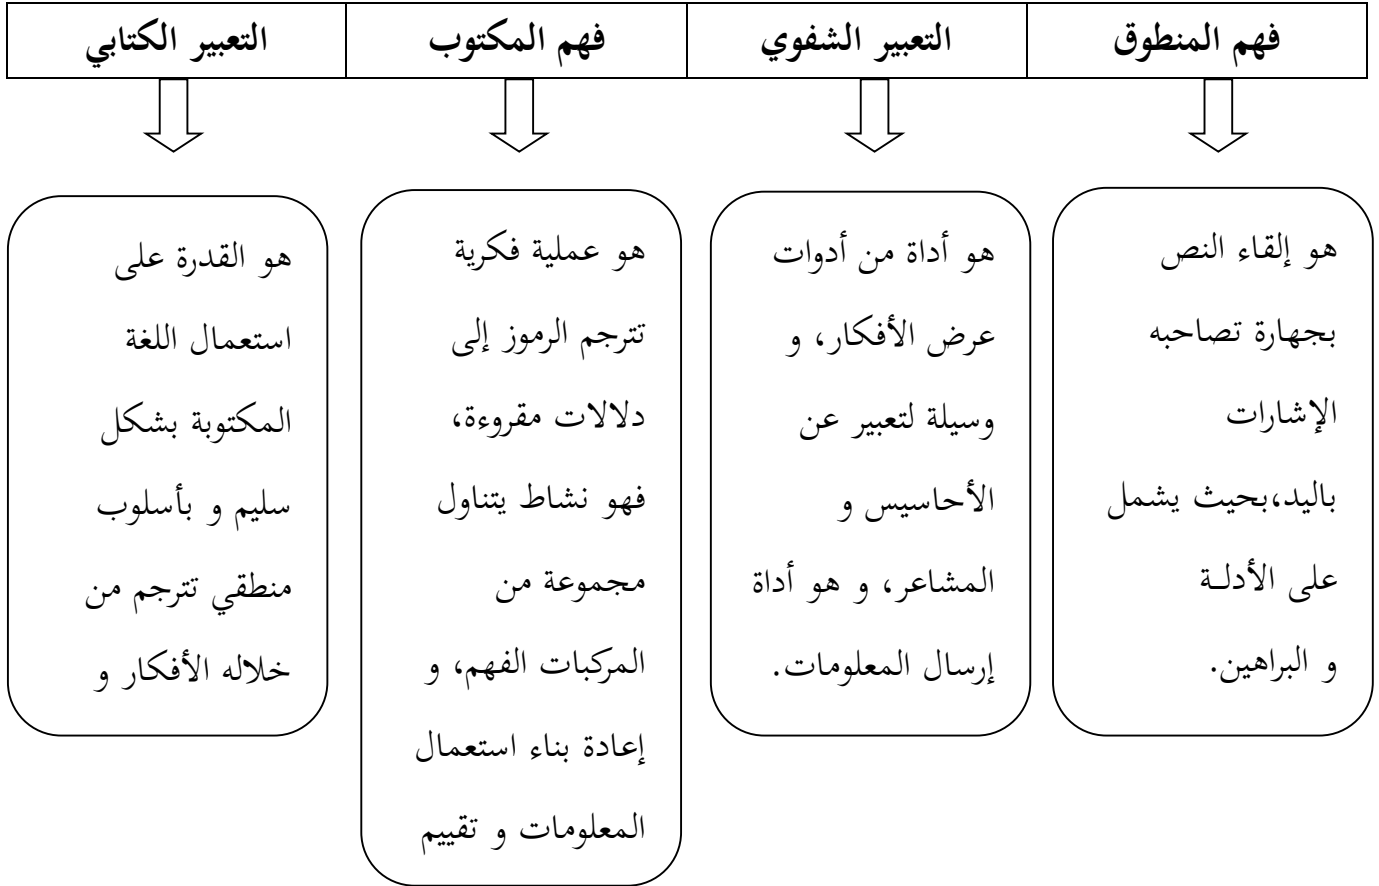 فهم المنطوق
التعبير الشفوي
فهم المكتوب
التعبير الكتابي
هو إلقاء النص
بجهارة تصاحبه
الإشارات
باليد،بحيث يشمل
على الأدلـة
و البراهين.
هو أداة من أدوات
عرض الأفكار، و
وسيلة لتعبير عن
الأحاسيس و
المشاعر، و هو أداة
إرسال المعلومات.
هو عملية فكرية
تترجم الرموز إلى
دلالات مقروءة،
فهو نشاط يتناول
مجموعة من
المركبات الفهم، و
إعادة بناء استعمال
المعلومات و تقييم
هو القدرة على
استعمال اللغة
المكتوبة بشكل
سليم و بأسلوب
منطقي تترجم من
خلاله الأفكار و